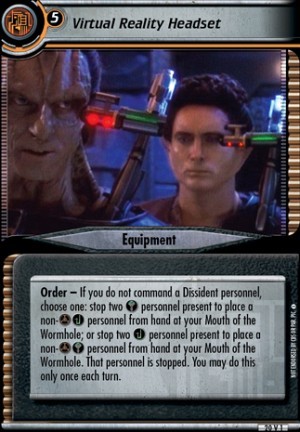 5
Virtual Reality Headset
Equipment
Order – If you do not command a Dissident personnel,
choose one: stop two personnel present to place a
non- personnel from hand at your Mouth of the
Wormhole; or stop two personnel present to place a
non- personnel from hand at your Mouth of the
Wormhole. That personnel is stopped. You may do this
only once each turn.